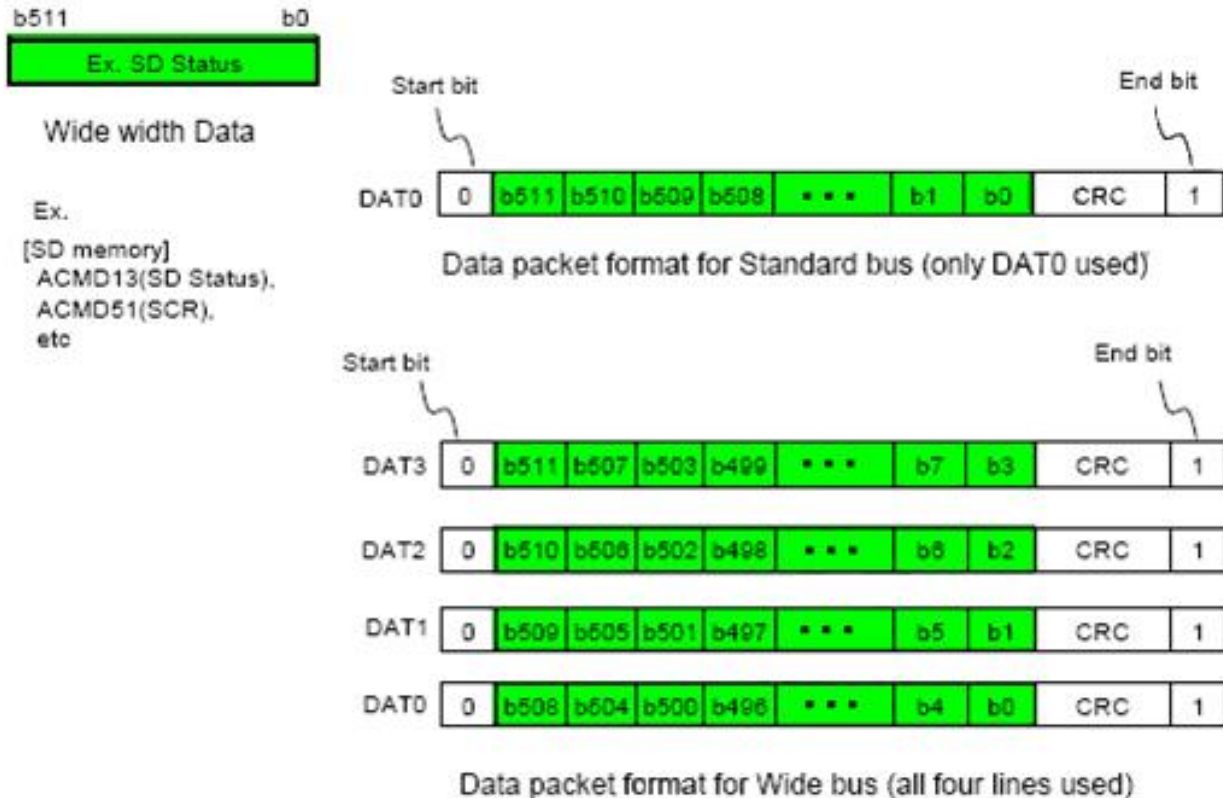 b511 b0
Ex. SD Status
Wide width Data
Ex.
[SD memory]
ACMD13(SD Status),
ACMD51(SCR),
etc
Start bit End bit
DAT0 0 b511 b510 b509 b508 ▪ ▪ ▪ b1 b0 CRC 1
Data packet format for Standard bus (only DAT0 used)
Start bit End bit
DAT3 0 b511 b507 b503 b499 ▪ ▪ ▪ b7 b3 CRC 1
DAT2 0 b510 b506 b502 b498 ▪ ▪ ▪ b6 b2 CRC 1
DAT1 0 b509 b505 b501 b497 ▪ ▪ ▪ b5 b1 CRC 1
DAT0 0 b508 b504 b500 b496 ▪ ▪ ▪ b4 b0 CRC 1
Data packet format for Wide bus (all four lines used)